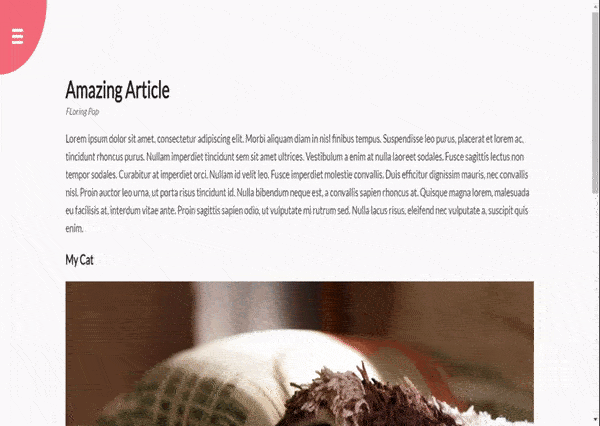 Amazing Article
FLoring Pop
Lorem ipsum dolor sit amet, consectetur adipiscing elit. Morbi aliquam diam in nisl finibus tempus. Suspendisse leo purus, placerat et lorem ac,
tincidunt rhoncus purus. Nullam imperdiet tincidunt sem sit amet ultrices. Vestibulum a enim at nulla laoreet sodales. Fusce sagittis lectus non
tempor sodales. Curabitur at imperdiet orci. Nullam id velit leo. Fusce imperdiet molestie convallis. Duis efficitur dignissim mauris, nec convallis
nisl. Proin auctor leo urna, ut porta risus tincidunt id. Nulla bibendum neque est, a convallis sapien rhoncus at. Quisque magna lorem, malesuada
eu facilisis at, interdum vitae ante. Proin sagittis sapien odio, ut vulputate mi rutrum sed. Nulla lacus risus, eleifend nec vulputate a, suscipit quis
enim.
My Cat